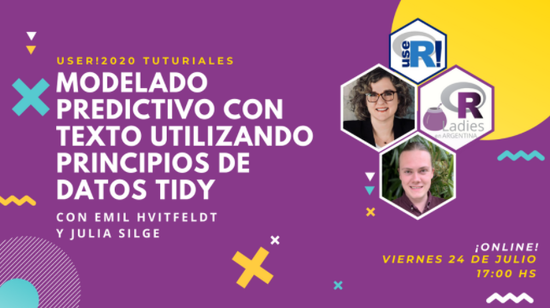 USER!2020 TUTURIALES
MODELADO
PREDICTIVO CON
TEXTO UTILIZANDO
PRINCIPIOS DE
DATOS TIDY
CON EMIL HVITFELDT
Y JULIA SILGE
use
R!
R
Ladies
en ARGENTINA
¡ONLINE!
VIERNES 24 DE JULIO
17:00 HS